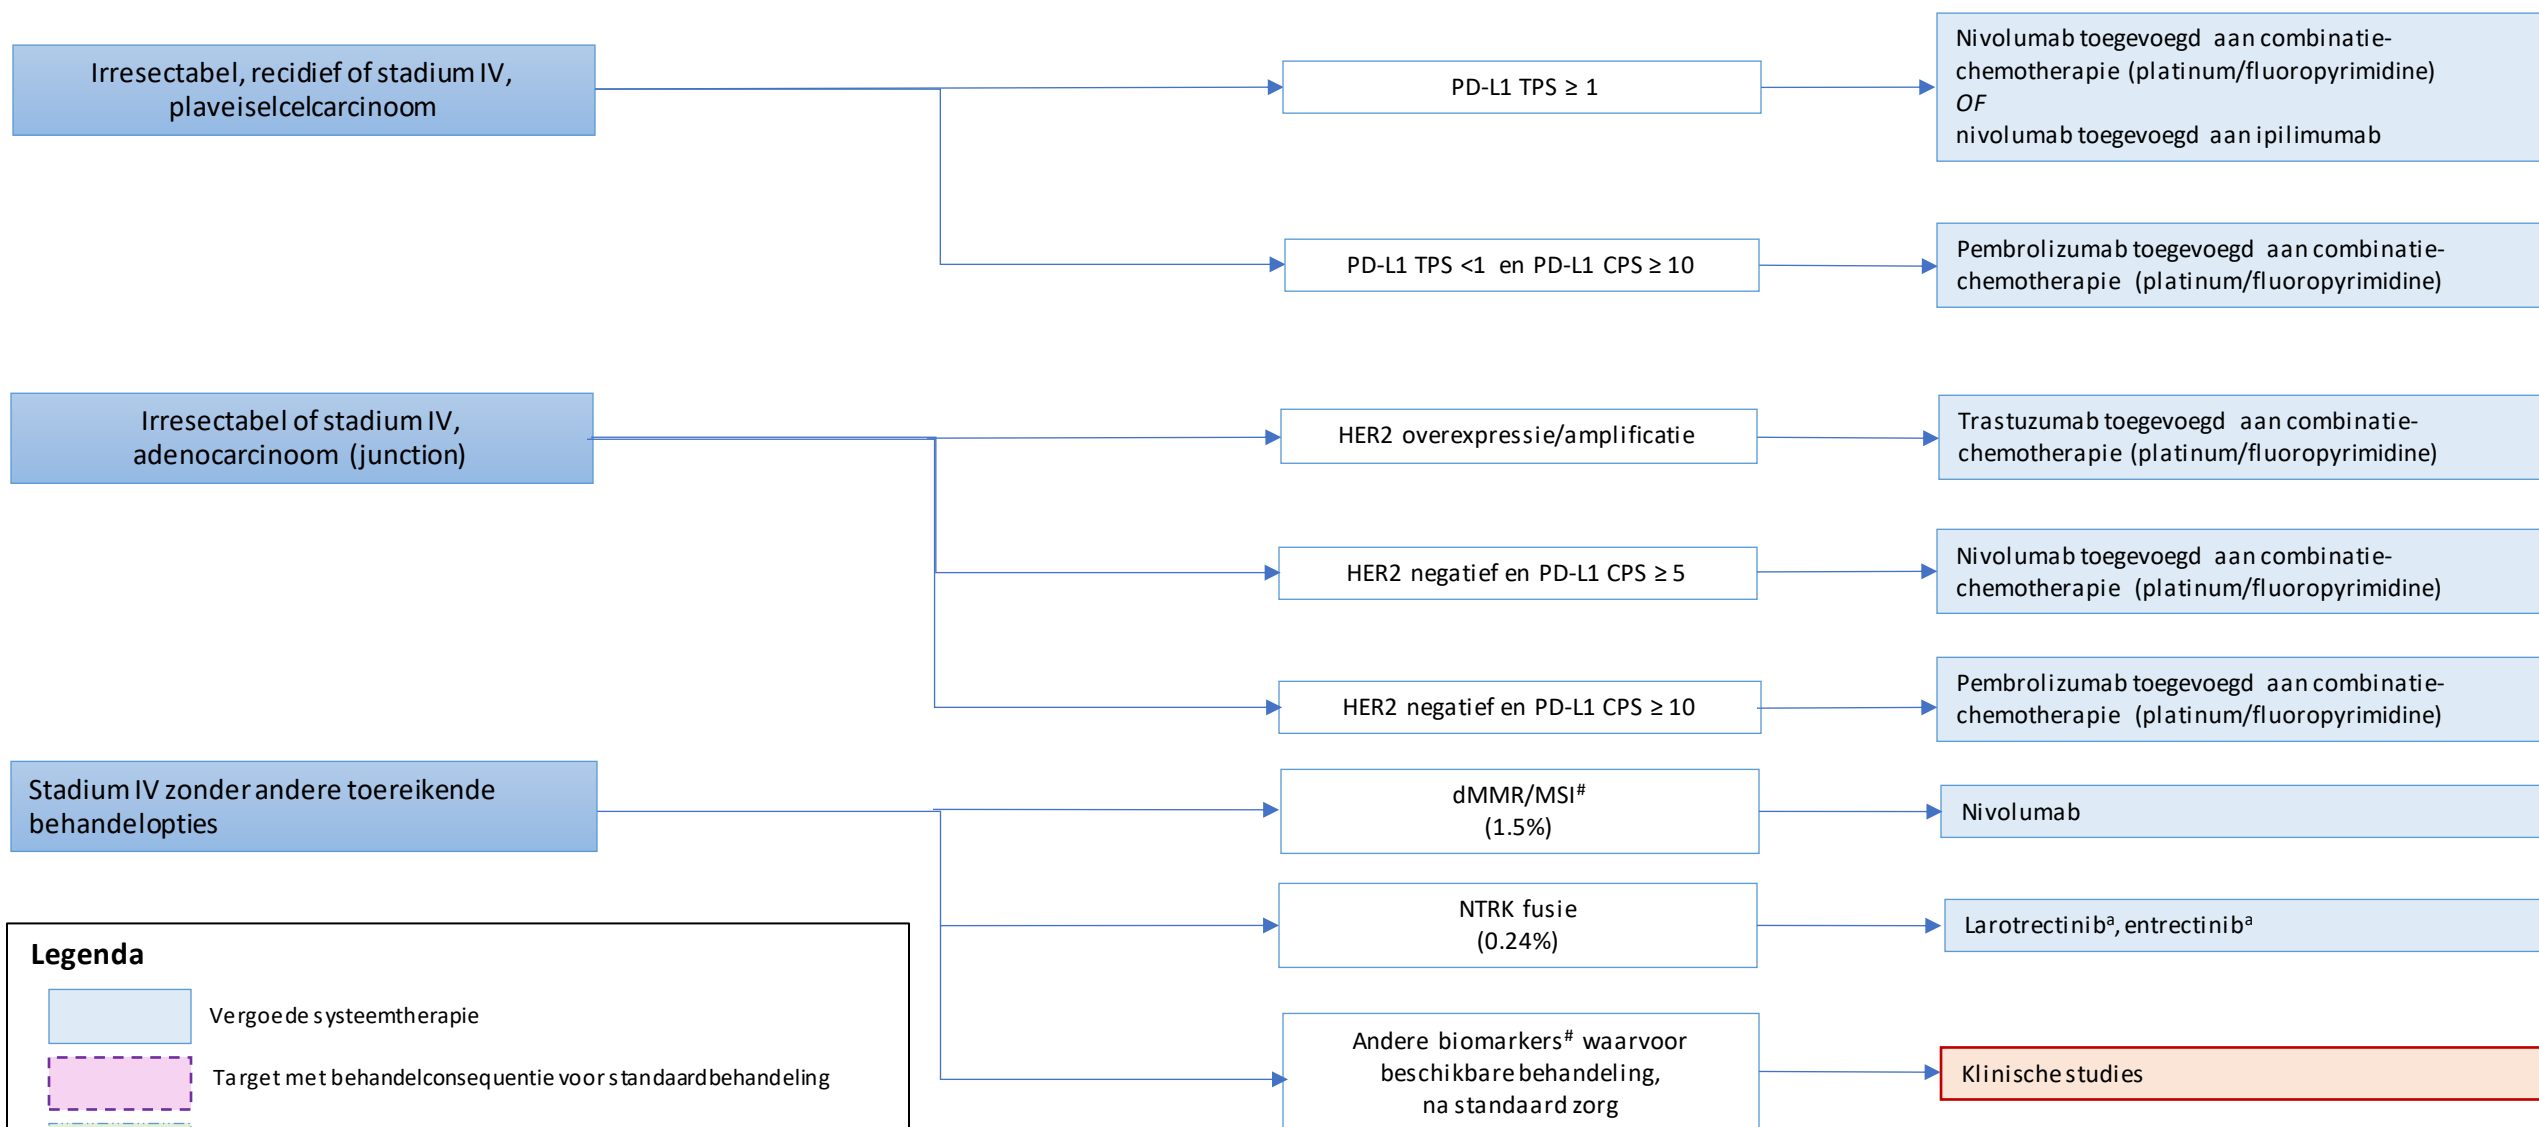 Irresectabel, recidief of stadium IV,
plaveiselcelcarcinoom
PD-L1 TPS ≥ 1
Nivolumab toegevoegd aan combinatie-
chemotherapie (platinum/fluoropyrimidine)
OF
nivolumab toegevoegd aan ipilimumab
PD-L1 TPS <1 en PD-L1 CPS ≥ 10
Pembrolizumab toegevoegd aan combinatie-
chemotherapie (platinum/fluoropyrimidine)
Irresectabel of stadium IV,
adenocarcinoom (junction)
HER2 overexpressie/amplificatie
Trastuzumab toegevoegd aan combinatie-
chemotherapie (platinum/fluoropyrimidine)
HER2 negatief en PD-L1 CPS ≥ 5
Nivolumab toegevoegd aan combinatie-
chemotherapie (platinum/fluoropyrimidine)
HER2 negatief en PD-L1 CPS ≥ 10
Pembrolizumab toegevoegd aan combinatie-
chemotherapie (platinum/fluoropyrimidine)
Stadium IV zonder andere toereikende
behandelopties
dMMR/MSI#
(1.5%)
Nivolumab
NTRK fusie
(0.24%)
Larotrectinibᵃ, entrectinibᵃ
Andere biomarkers# waarvoor
beschikbare behandeling,
na standaard zorg
Klinische studies
Legenda
Vergoede systeemtherapie
Target met behandelconsequentie voor standaardbehandeling